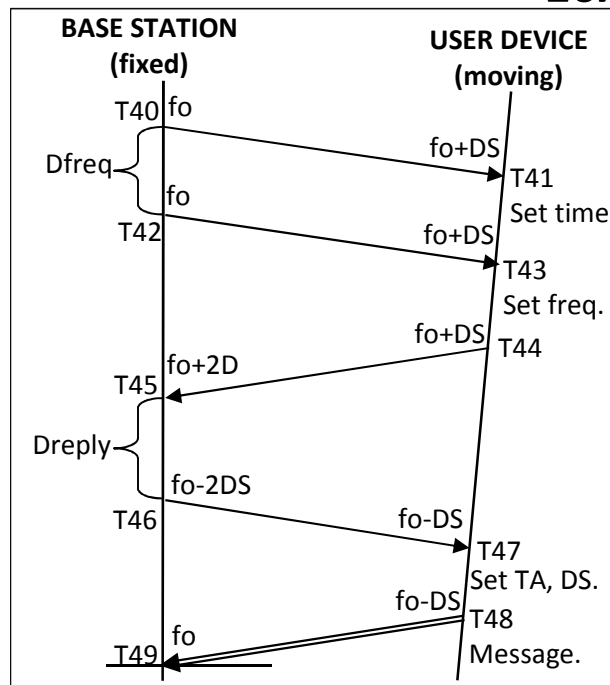 BASE STATION
(fixed)
USER DEVICE
(moving)
T40
fo
fo+DS
T41
Set time
Dfreq
fo
T42
fo+DS
T43
Set freq.
fo+DS
T44
fo+2D
T45
Dreply
fo-2DS
T46
fo-DS
T47
Set TA, DS.
fo-DS
T48
Message.
fo
T49